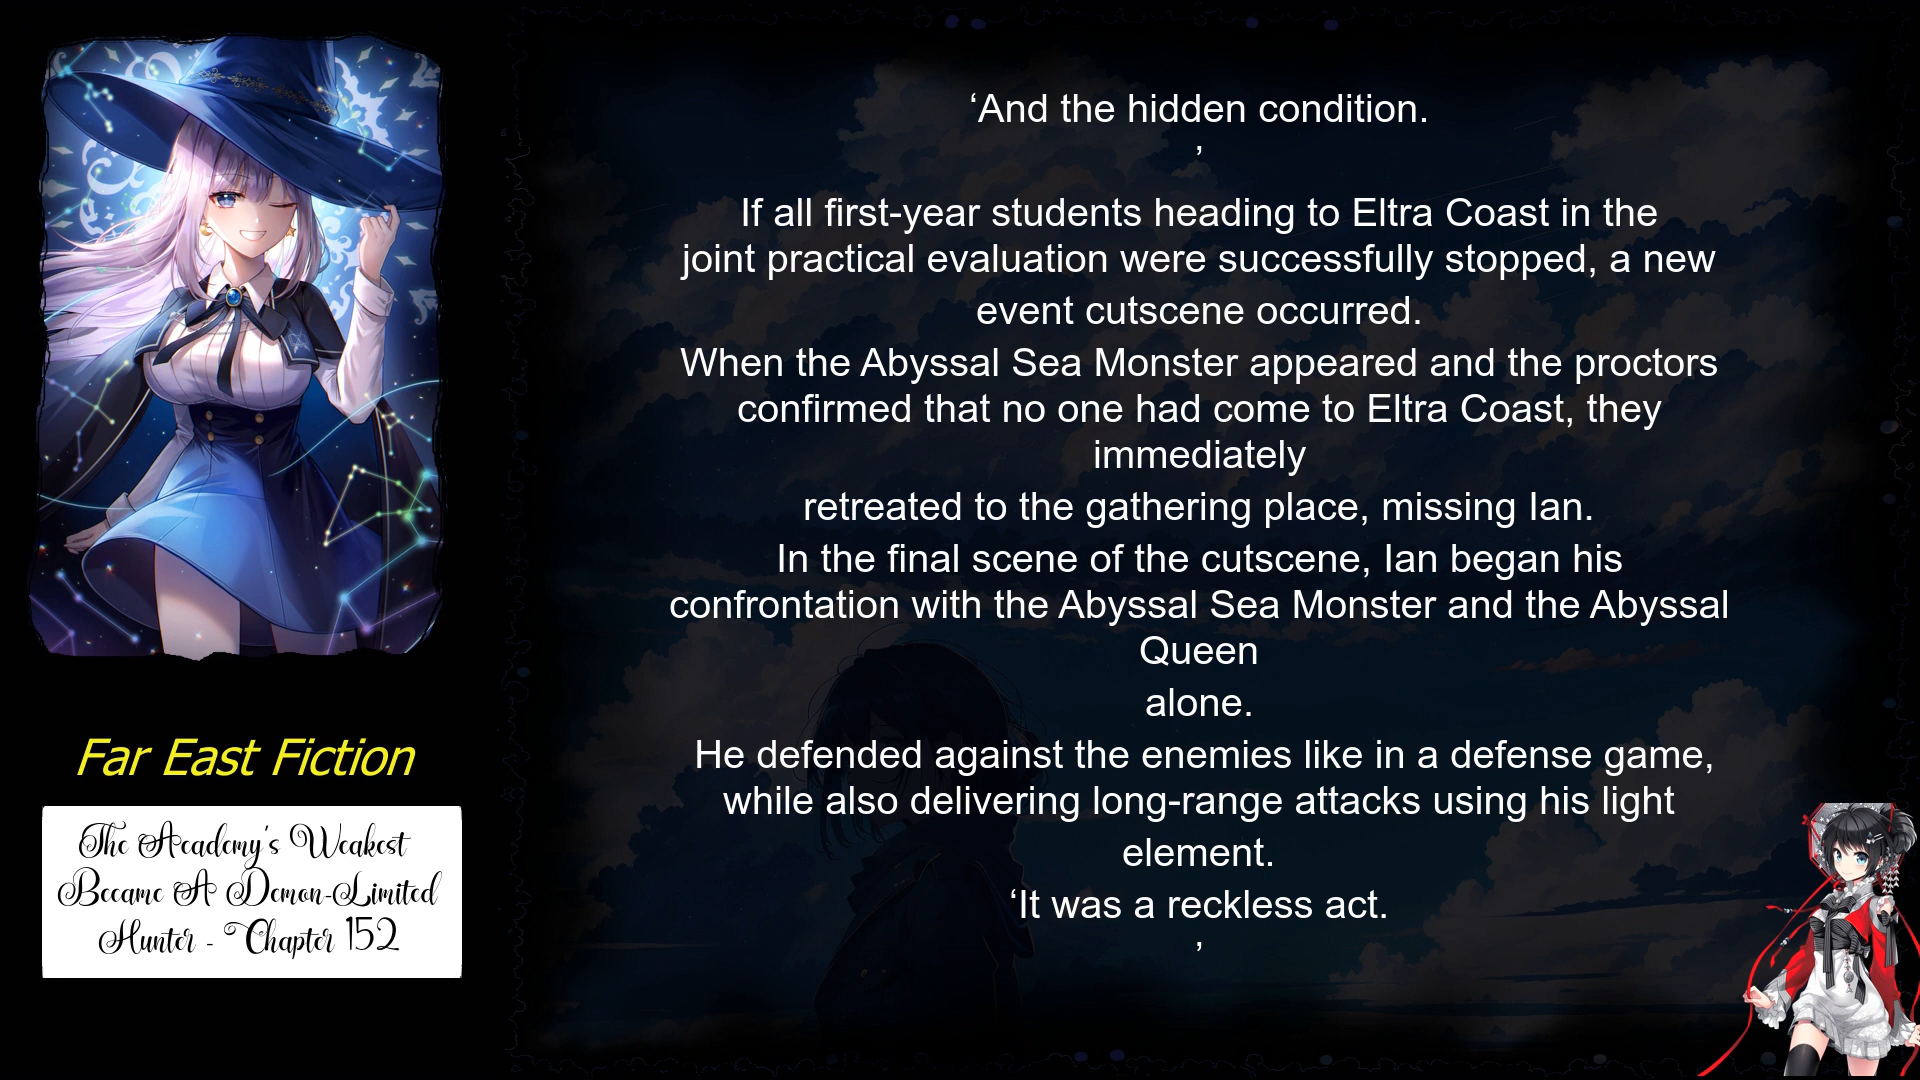 Far East Fiction
The Academy's Weakest
Became A Demon-Limited
Hunter - Chapter 152
‘And the hidden condition.
’
If all first-year students heading to Eltra Coast in the
joint practical evaluation were successfully stopped, a new
event cutscene occurred.
When the Abyssal Sea Monster appeared and the proctors
confirmed that no one had come to Eltra Coast, they
immediately
retreated to the gathering place, missing Ian.
In the final scene of the cutscene, Ian began his
confrontation with the Abyssal Sea Monster and the Abyssal
Queen
alone.
He defended against the enemies like in a defense game,
while also delivering long-range attacks using his light
element.
‘It was a reckless act.
’